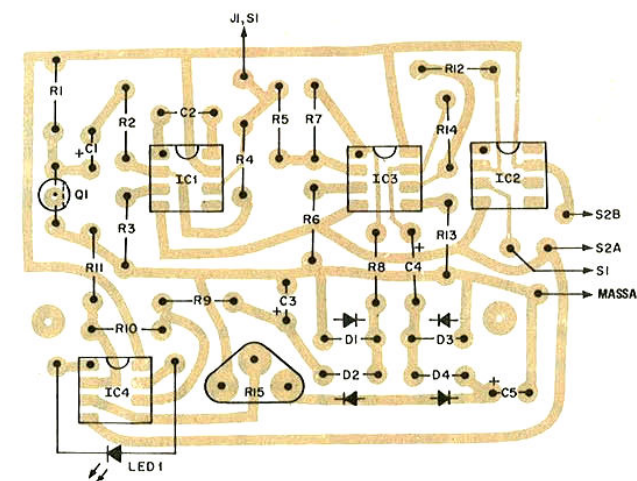 J1, S1
R1
R2
C1
+
C2
R4
R5
R7
R12
R14
Q1
IC1
IC3
IC2
R3
R6
R8
C4
+
R13
S2B
S2A
S1
MASSA
R11
R9
C3
+
R10
D1
D3
IC4
R15
D2
D4
+
C5
LED1